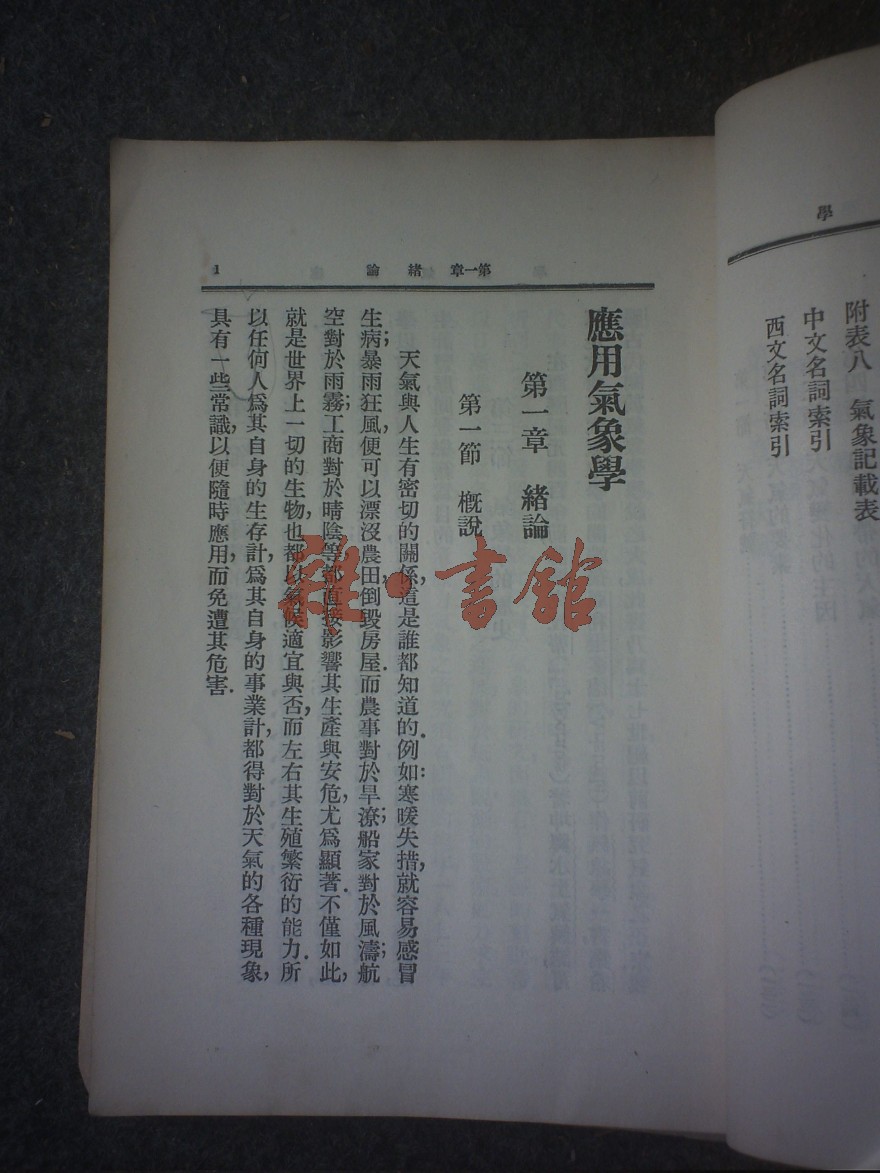 學
附表八　氣象記載表
中文名詞索引
西文名詞索引
第一章　緒　論
1
應用氣象學
第一章　緒論
第一節　概說
天氣與人生有密切的關係，這是誰都知道的．例如：寒暖失措，就容易感冒
生病；暴雨狂風，便可以漂沒農田，倒毀房屋．而農事對於旱潦；船家對於風濤；航
空對於雨霧；工商對於晴陰等，都直接影響其生產與安危，尤爲顯著．不僅如此，
就是世界上一切的生物，也都以氣候適宜與否，而左右其生殖繁衍的能力．所
以任何人爲其自身的生存計，爲其自身的事業計，都得對於天氣的各種現象，
具有一些常識，以便隨時應用，而免遭其危害．
雜·書館